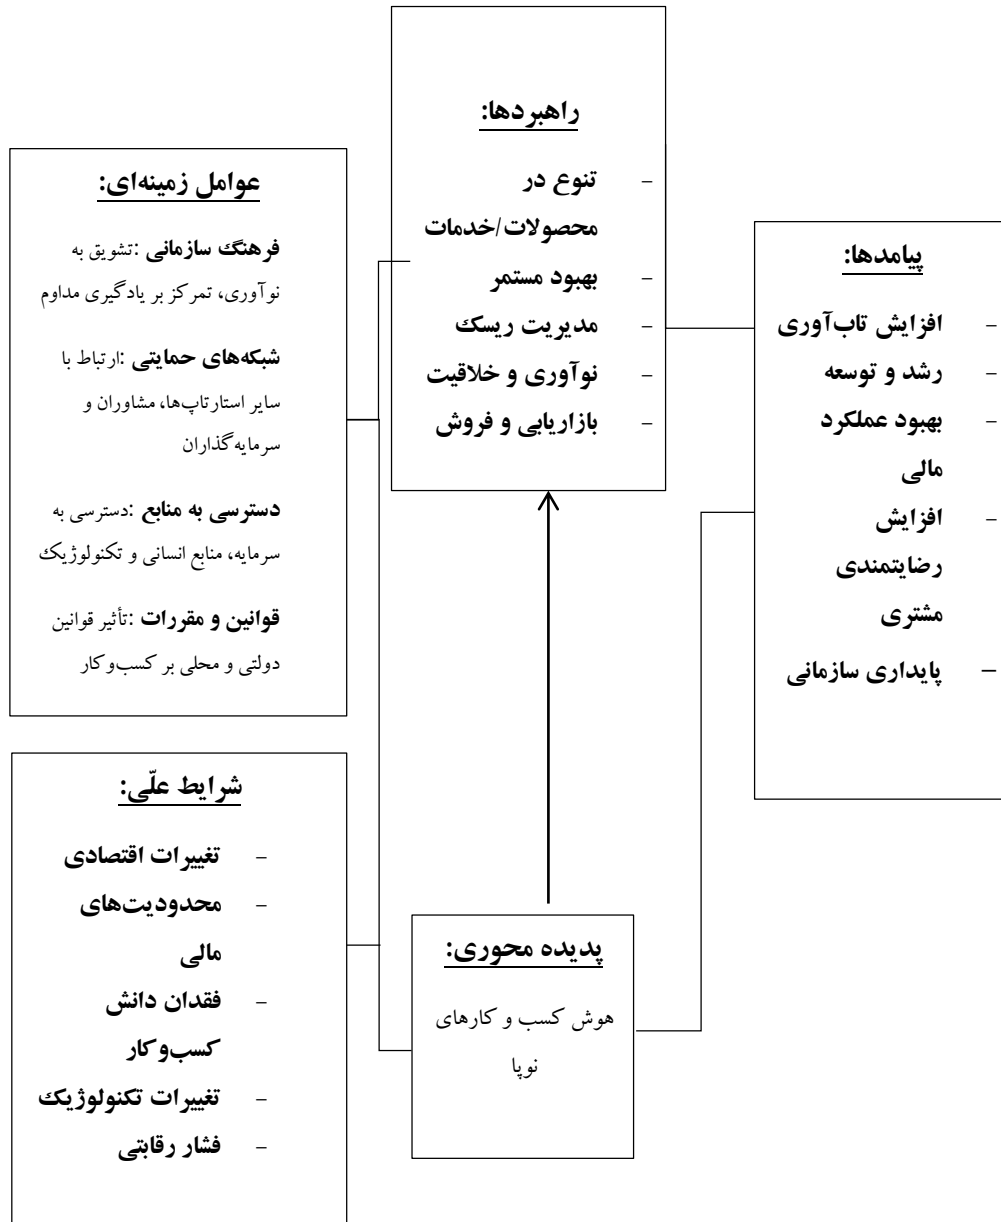 راهبردها:
- تنوع در
محصولات/خدمات
- بهبود مستمر
- مدیریت ریسک
- نوآوری و خلاقیت
- بازاریابی و فروش
عوامل زمینه‌ای:
فرهنگ سازمانی :تشویق به
نوآوری، تمرکز بر یادگیری مداوم
شبکه‌های حمایتی :ارتباط با
سایر استارتاپ‌ها، مشاوران و
سرمایه‌گذاران
دسترسی به منابع :دسترسی به
سرمایه، منابع انسانی و تکنولوژیک
قوانین و مقررات :تأثیر قوانین
دولتی و محلی بر کسب‌وکار
پیامدها:
- افزایش تاب‌آوری
- رشد و توسعه
- بهبود عملکرد
مالی
- افزایش
رضایتمندی
مشتری
- پایداری سازمانی
شرایط علّی:
- تغییرات اقتصادی
- محدودیت‌های
مالی
- فقدان دانش
کسب‌وکار
- تغییرات تکنولوژیک
- فشار رقابتی
پدیده محوری:
هوش کسب و کارهای
نوپا